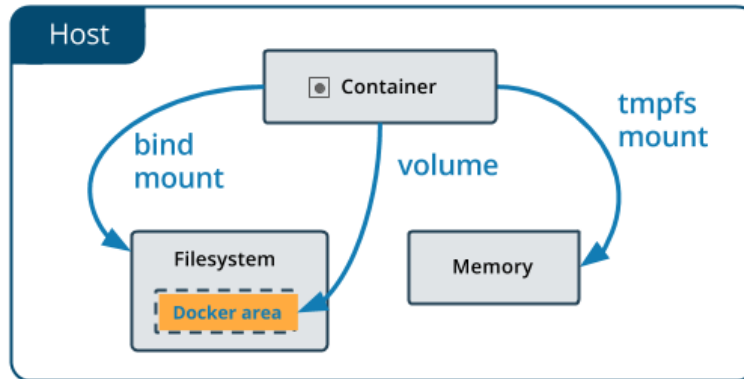 Host
Container
bind
mount
volume
tmpfs
mount
Filesystem
Docker area
Memory